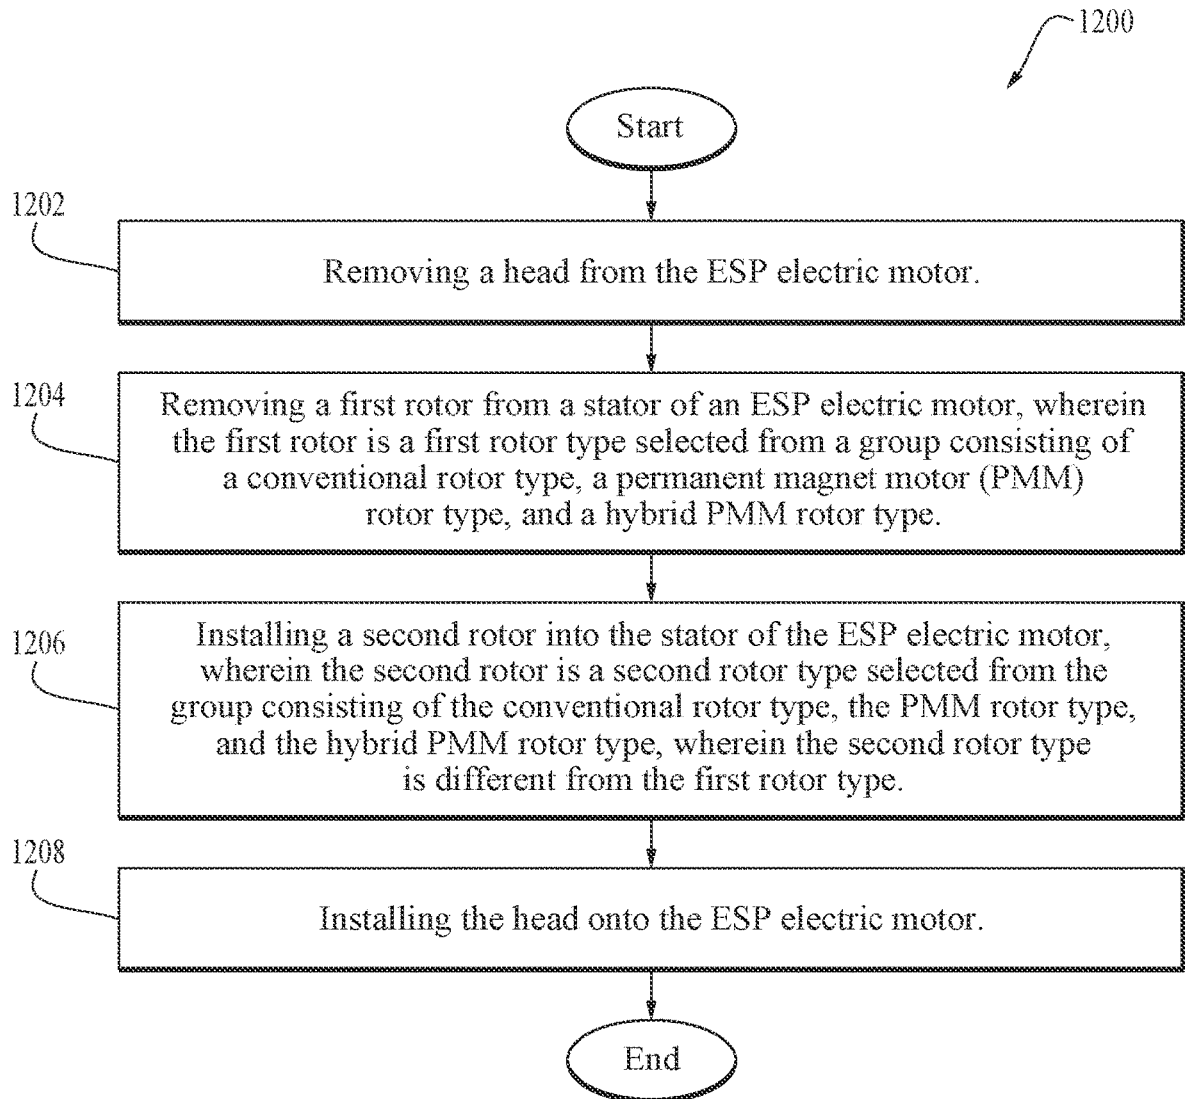 1200
Start
1202
Removing a head from the ESP electric motor.
1204
Removing a first rotor from a stator of an ESP electric motor, wherein
the first rotor is a first rotor type selected from a group consisting of
a conventional rotor type, a permanent magnet motor (PMM)
rotor type, and a hybrid PMM rotor type.
1206
Installing a second rotor into the stator of the ESP electric motor,
wherein the second rotor is a second rotor type selected from the
group consisting of the conventional rotor type, the PMM rotor type,
and the hybrid PMM rotor type, wherein the second rotor type
is different from the first rotor type.
1208
Installing the head onto the ESP electric motor.
End